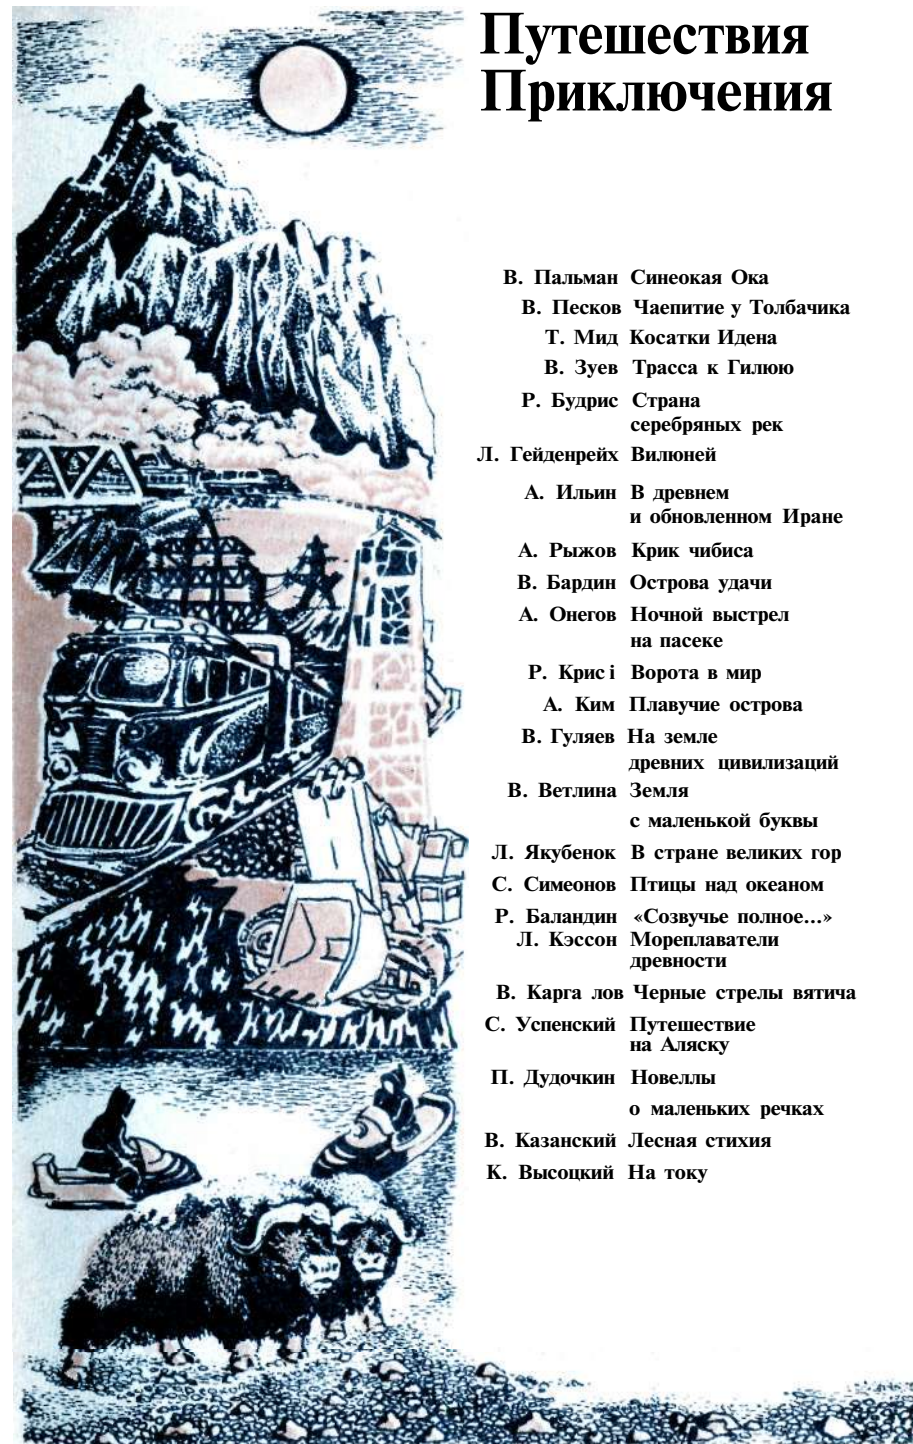 Путешествия
Приключения
В. Пальман Синеокая Ока
В. Песков Чаепитие у Толбачика
Т. Мид Косатки Идена
В. Зуев Трасса к Гилюю
Р. Будрис Страна
серебряных рек
Л. Гейденрейх Вилюней
А. Ильин В древнем
и обновленном Иране
А. Рыжов Крик чибиса
В. Бардин Острова удачи
А. Онегов Ночной выстрел
на пасеке
Р. Крис і Ворота в мир
А. Ким Плавучие острова
В. Гуляев На земле
древних цивилизаций
В. Ветлина Земля
с маленькой буквы
Л. Якубенок В стране великих гор
С. Симеонов Птицы над океаном
Р. Баландин «Созвучье полное...»
Л. Кэссон Мореплаватели
древности
В. Карга лов Черные стрелы вятича
С. Успенский Путешествие
на Аляску
П. Дудочкин Новеллы
о маленьких речках
В. Казанский Лесная стихия
К. Высоцкий На току